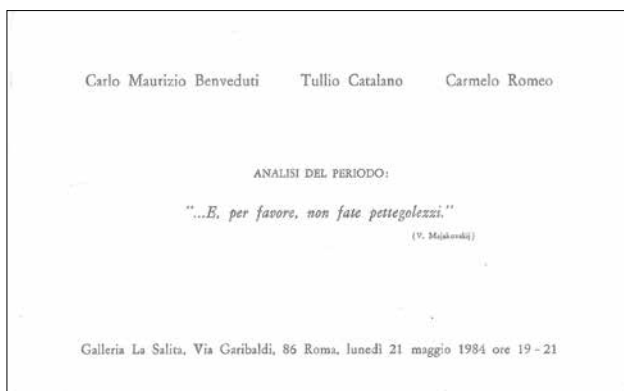 Carlo Maurizio Benveduti Tullio Catalano Carmelo Romeo
ANALISI DEL PERIODO:
"...E, per favore, non fate pettegolezzi."
(V. Majakovskij)
Galleria La Salita, Via Garibaldi, 86 Roma, lunedì 21 maggio 1984 ore 19 - 21